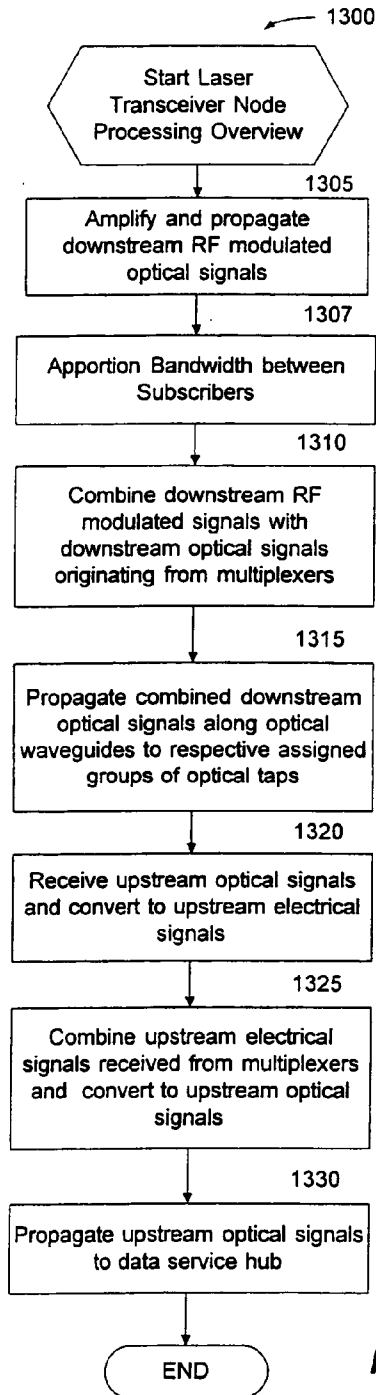 1300
Start Laser
Transceiver Node
Processing Overview
1305
Amplify and propagate
downstream RF modulated
optical signals
1307
Apportion Bandwidth between
Subscribers
1310
Combine downstream RF
modulated signals with
downstream optical signals
originating from multiplexers
1315
Propagate combined downstream
optical signals along optical
waveguides to respective assigned
groups of optical taps
1320
Receive upstream optical signals
and convert to upstream electrical
signals
1325
Combine upstream electrical
signals received from multiplexers
and convert to upstream optical
signals
1330
Propagate upstream optical signals
to data service hub
END